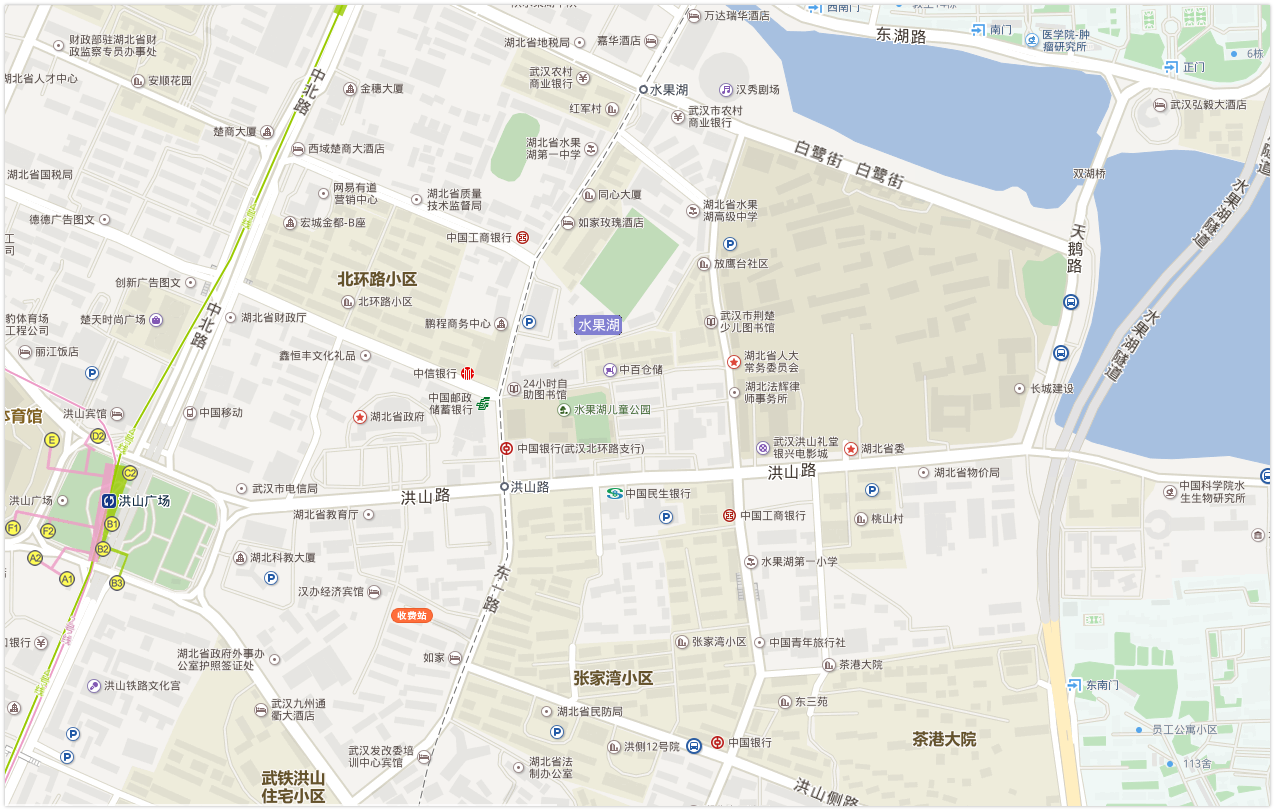 万达瑞华酒店
西南门
南门
东湖路
医学院-肿
瘤研究所
6栋
正门
财政部驻湖北省财
政监察专员办事处
湖北省地税局
嘉华酒店
湖北省人才中心
安顺花园
中北路
金穗大厦
武汉农村
商业银行
水果湖
汉秀剧场
武汉弘毅大酒店
红军村
武汉市农村
商业银行
楚商大厦
西域楚商大酒店
湖北省水果
湖第一中学
白鹭街
白鹭街
双湖桥
隧道
湖北省国税局
网易有道
营销中心
湖北省质量
技术监督局
同心大厦
湖北省水果
湖高级中学
水果湖隧道
德德广告图文
宏城金都-B座
中国工商银行
如家玫瑰酒店
P
天鹅路
放鹰台社区
北环路小区
创新广告图文
北环路小区
豹体育场
工程公司
楚天时尚广场
中北路
湖北省财政厅
鹏程商务中心
P
水果湖
武汉市荆楚
少儿图书馆
水果湖隧道
丽江饭店
P
鑫恒丰文化礼品
中信银行
中百仓储
湖北省人大
常务委员会
24小时自
助图书馆
湖北法辉律
师事务所
长城建设
体育馆
洪山宾馆
中国移动
湖北省政府
中国邮政
储蓄银行
水果湖儿童公园
E
D2
中国银行(武汉北环路支行)
武汉洪山礼堂
银兴电影城
湖北省委
C2
洪山广场
洪山广场
武汉市电信局
洪山路
洪山路
洪山路
湖北省物价局
中国民生银行
P
中国科学院水
生生物研究所
F1
F2
B1
湖北省教育厅
P
中国工商银行
桃山村
A2
B2
湖北科教大厦
P
水果湖第一小学
A1
B3
汉办经济宾馆
东一路
收费站
银行
湖北省政府外事办
公室护照签证处
如家
张家湾小区
中国青年旅行社
茶港大院
洪山铁路文化宫
张家湾小区
东南门
武汉九州通
衢大酒店
湖北省民防局
东三苑
P
P
洪侧12号院
中国银行
茶港大院
员工公寓小区
P
武汉发改委培
训中心宾馆
湖北省法
制办公室
113舍
武铁洪山
住宅小区
洪山侧路